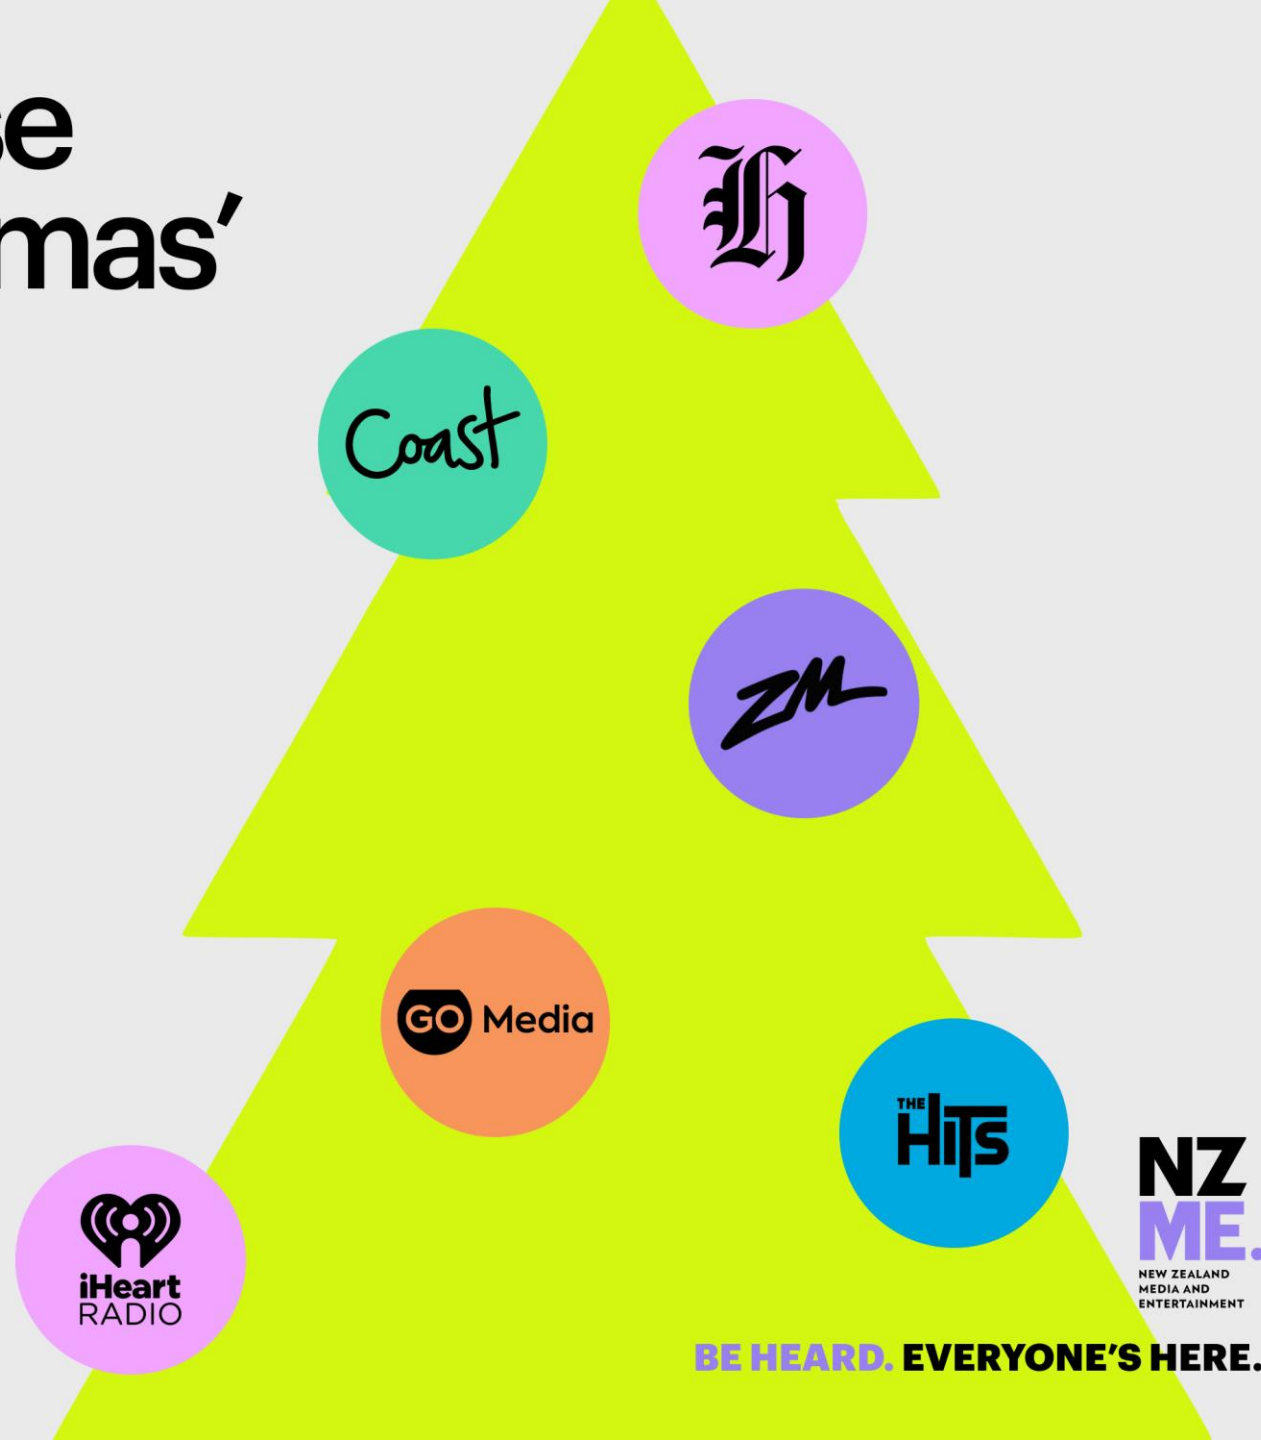 se
mas’
H
Coast
ZM
GO Media
THE
HITS
iHeart
RADIO
NZ
ME.
NEW ZEALAND
MEDIA AND
ENTERTAINMENT
BE HEARD. EVERYONE’S HERE.